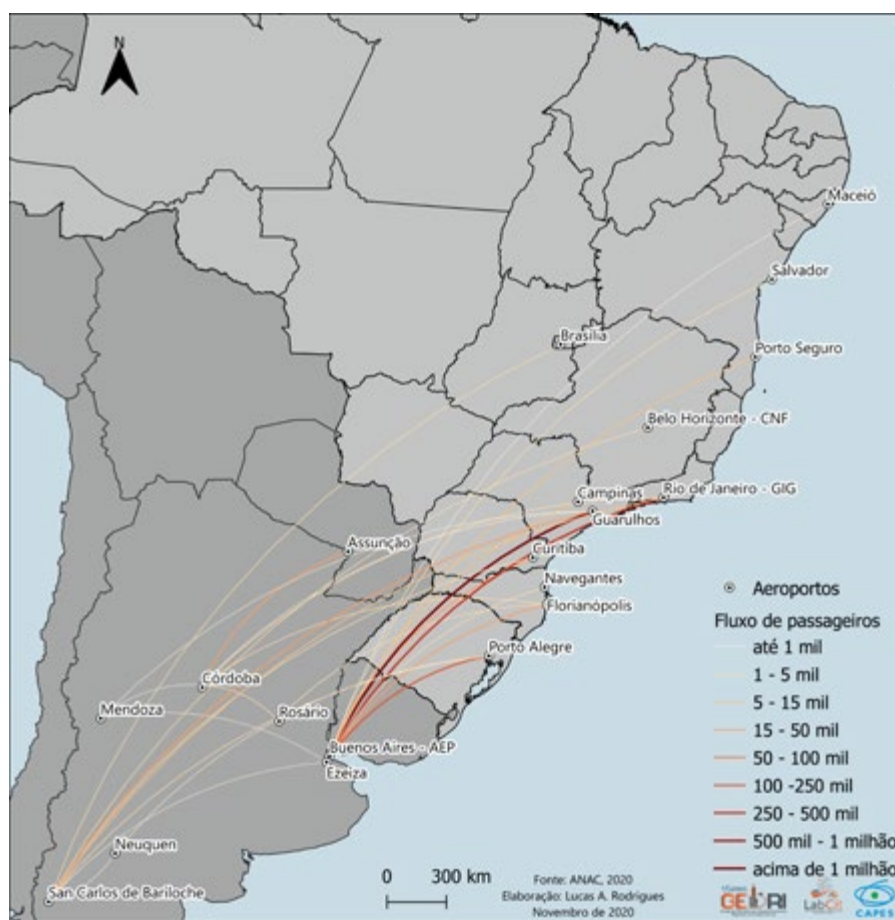 N
Maceió
Salvador
Brasília
Porto Seguro
Belo Horizonte - CNF
Campinas
Rio de Janeiro - GIG
Guarulhos
Assunção
Curitiba
Navegantes
Florianópolis
Porto Alegre
Córdoba
Mendoza
Rosário
Buenos Aires - AEP
Ezeiza
Neuquen
San Carlos de Bariloche
Aeroportos
Fluxo de passageiros
até 1 mil
1 - 5 mil
5 - 15 mil
15 - 50 mil
50 - 100 mil
100 -250 mil
250 - 500 mil
500 mil - 1 milhão
acima de 1 milhão
0 300 km
Fonte: ANAC, 2020
Elaboração: Lucas A. Rodrigues
Novembro de 2020
CAPES